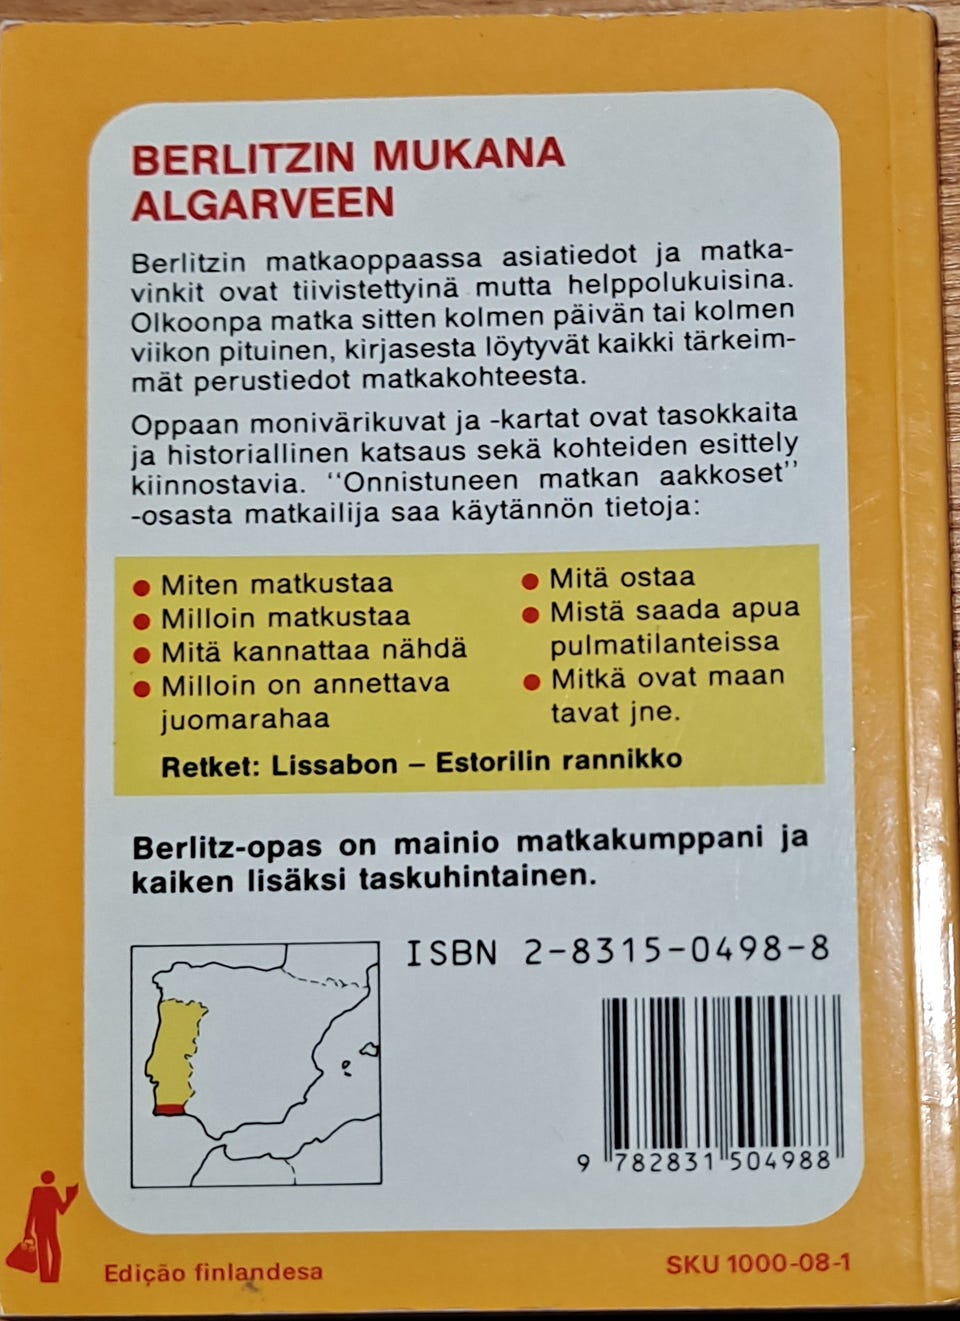 BERLITZIN MUKANA
ALGARVEEN
Berlitzin matkaoppaassa asiatiedot ja matka-
vinkit ovat tiivistettyinä mutta helppolukuisina.
Olkoonpa matka sitten kolmen päivän tai kolmen
viikon pituinen, kirjasesta löytyvät kaikki tärkeim-
mät perustiedot matkakohteesta.
Oppaan monivärikuvat ja -kartat ovat tasokkaita
ja historiallinen katsaus sekä kohteiden esittely
kiinnostavia. ''Onnistuneen matkan aakkoset''
-osasta matkailija saa käytännön tietoja:
● Miten matkustaa
● Milloin matkustaa
● Mitä kannattaa nähdä
● Milloin on annettava
juomarahaa
● Mitä ostaa
● Mistä saada apua
pulmatilanteissa
● Mitkä ovat maan
tavat jne.
Retket: Lissabon – Estorilin rannikko
Berlitz-opas on mainio matkakumppani ja
kaiken lisäksi taskuhintainen.
ISBN 2-8315-0498-8
9 782831 504988
Edição finlandesa
SKU 1000-08-1